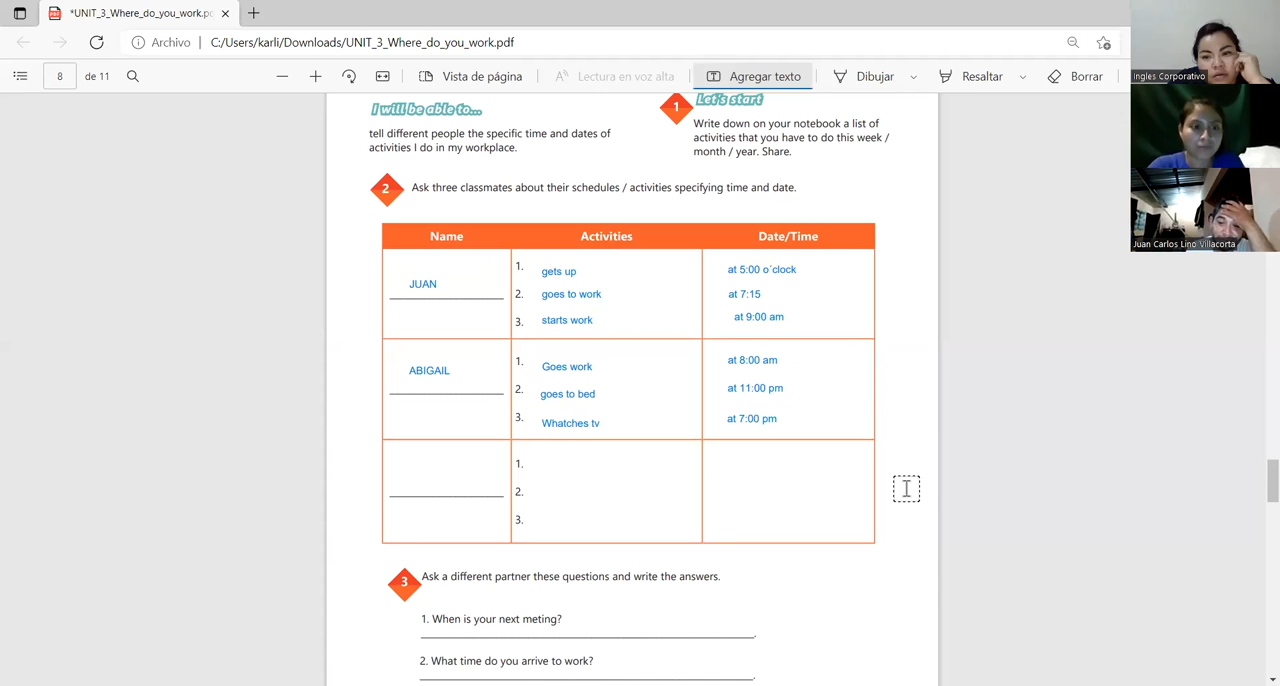 *UNIT_3_Where_do_you_work.pd
Archivo C:/Users/karli/Downloads/UNIT_3_Where_do_you_work.pdf
8 de 11 Vista de página Lectura en voz alta Agregar texto Dibujar Resaltar Borrar
I will be able to...
tell different people the specific time and dates of
activities I do in my workplace.
1 Let's start
Write down on your notebook a list of
activities that you have to do this week /
month / year. Share.
2 Ask three classmates about their schedules / activities specifying time and date.
Name Activities Date/Time
JUAN
1. gets up at 5:00 o´clock
2. goes to work at 7:15
3. starts work at 9:00 am
ABIGAIL
1. Goes work at 8:00 am
2. goes to bed at 11:00 pm
3. Whatches tv at 7:00 pm
1.
2.
3.
3 Ask a different partner these questions and write the answers.
1. When is your next meting?
2. What time do you arrive to work?
Ingles Corporativo
Juan Carlos Lino Villacorta